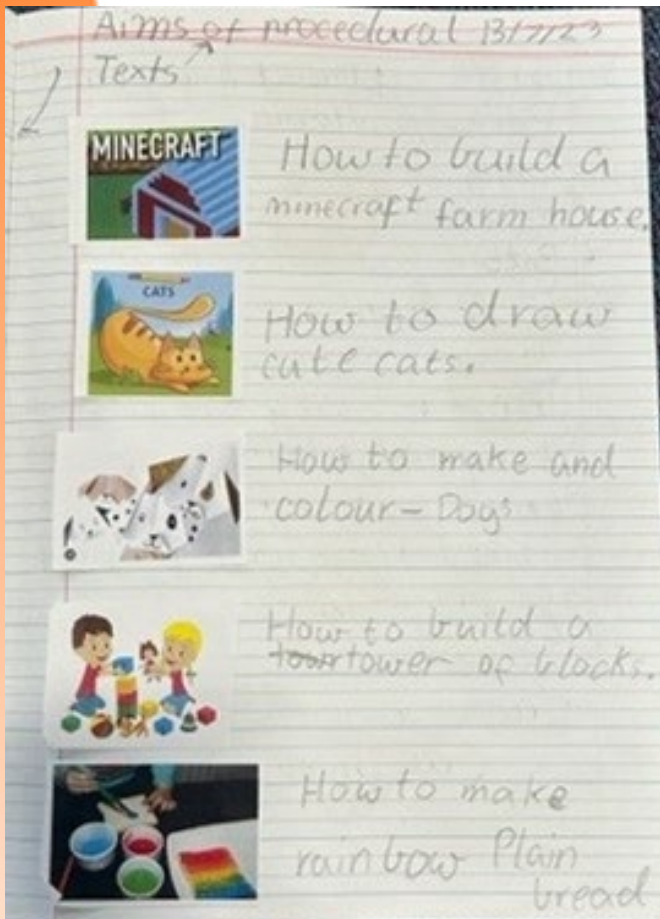 Aims of procedural 13/7/23
Texts
MINECRAFT
How to build a
minecraft farm house.
CATS
How to draw
cute cats.
How to make and
colour - Dogs
How to build a
tower of blocks.
How to make
rainbow Plain
bread